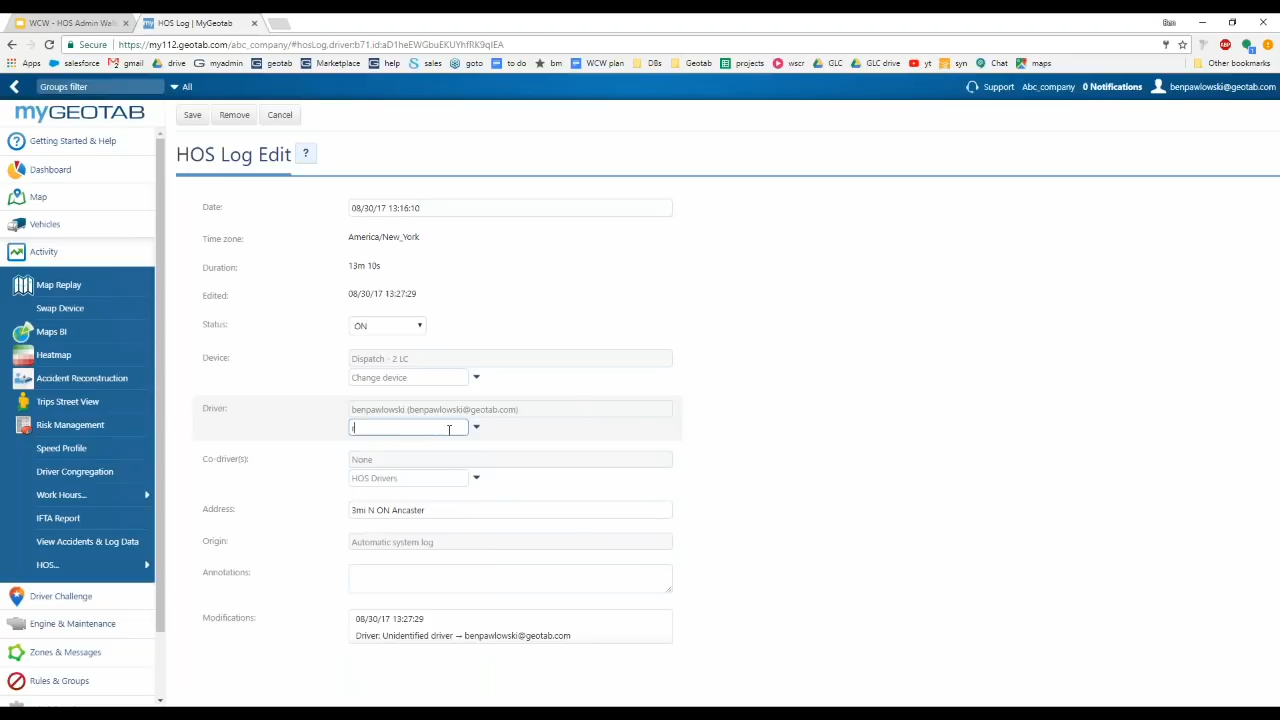 WCW - HOS Admin Wal
HOS Log | MyGeotab
Ben
Secure
https://my112.geotab.com/abc_company/#hosLog,driver:b71,id:aD1heEWGbuEKUYhfRK9qIEA
Apps salesforce gmail drive myadmin geotab Marketplace help sales goto to do bm WCW plan DBs Geotab projects wscr GLC GLC drive yt syn Chat maps Other bookmarks
Groups filter All Support Abc_company 0 Notifications benpawlowski@geotab.com
myGEOTAB
Save Remove Cancel
HOS Log Edit ?
Getting Started & Help
Dashboard
Map
Vehicles
Activity
Map Replay
Swap Device
Maps BI
Heatmap
Accident Reconstruction
Trips Street View
Risk Management
Speed Profile
Driver Congregation
Work Hours...
IFTA Report
View Accidents & Log Data
HOS...
Driver Challenge
Engine & Maintenance
Zones & Messages
Rules & Groups
Date: 08/30/17 13:16:10
Time zone: America/New_York
Duration: 13m 10s
Edited: 08/30/17 13:27:29
Status: ON
Device: Dispatch - 2 LC
Change device
Driver: benpawlowski (benpawlowski@geotab.com)
Co-driver(s): None
HOS Drivers
Address: 3mi N ON Ancaster
Origin: Automatic system log
Annotations:
Modifications: 08/30/17 13:27:29
Driver: Unidentified driver → benpawlowski@geotab.com